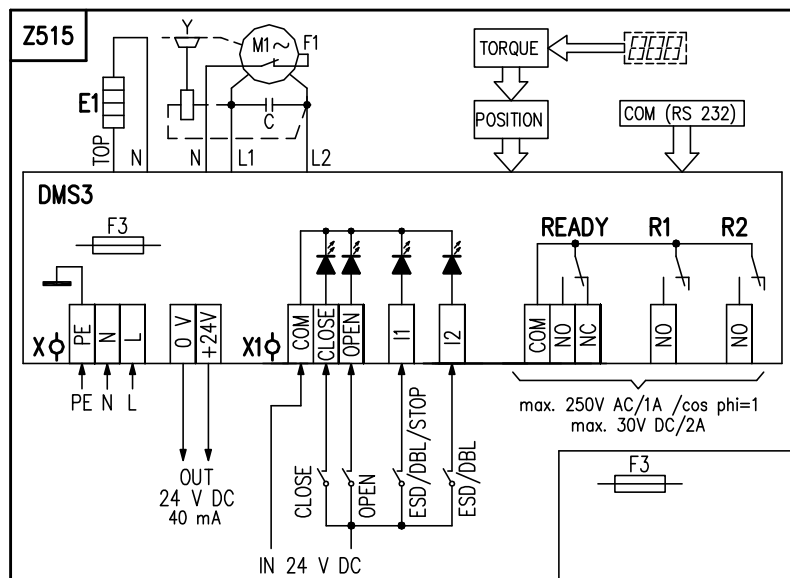 Z515
Y
M1~
F1
TORQUE
8888
E1
C
POSITION
COM (RS 232)
TOP
N
N
L1
L2
DMS3
F3
READY
R1
R2
X
PE
N
L
0 V
+24V
X1
COM
CLOSE
OPEN
I1
I2
COM
NO
NC
NO
NO
PE N L
max. 250V AC/1A /cos phi=1
max. 30V DC/2A
OUT
24 V DC
40 mA
CLOSE
OPEN
ESD/DBL/STOP
ESD/DBL
F3
IN 24 V DC